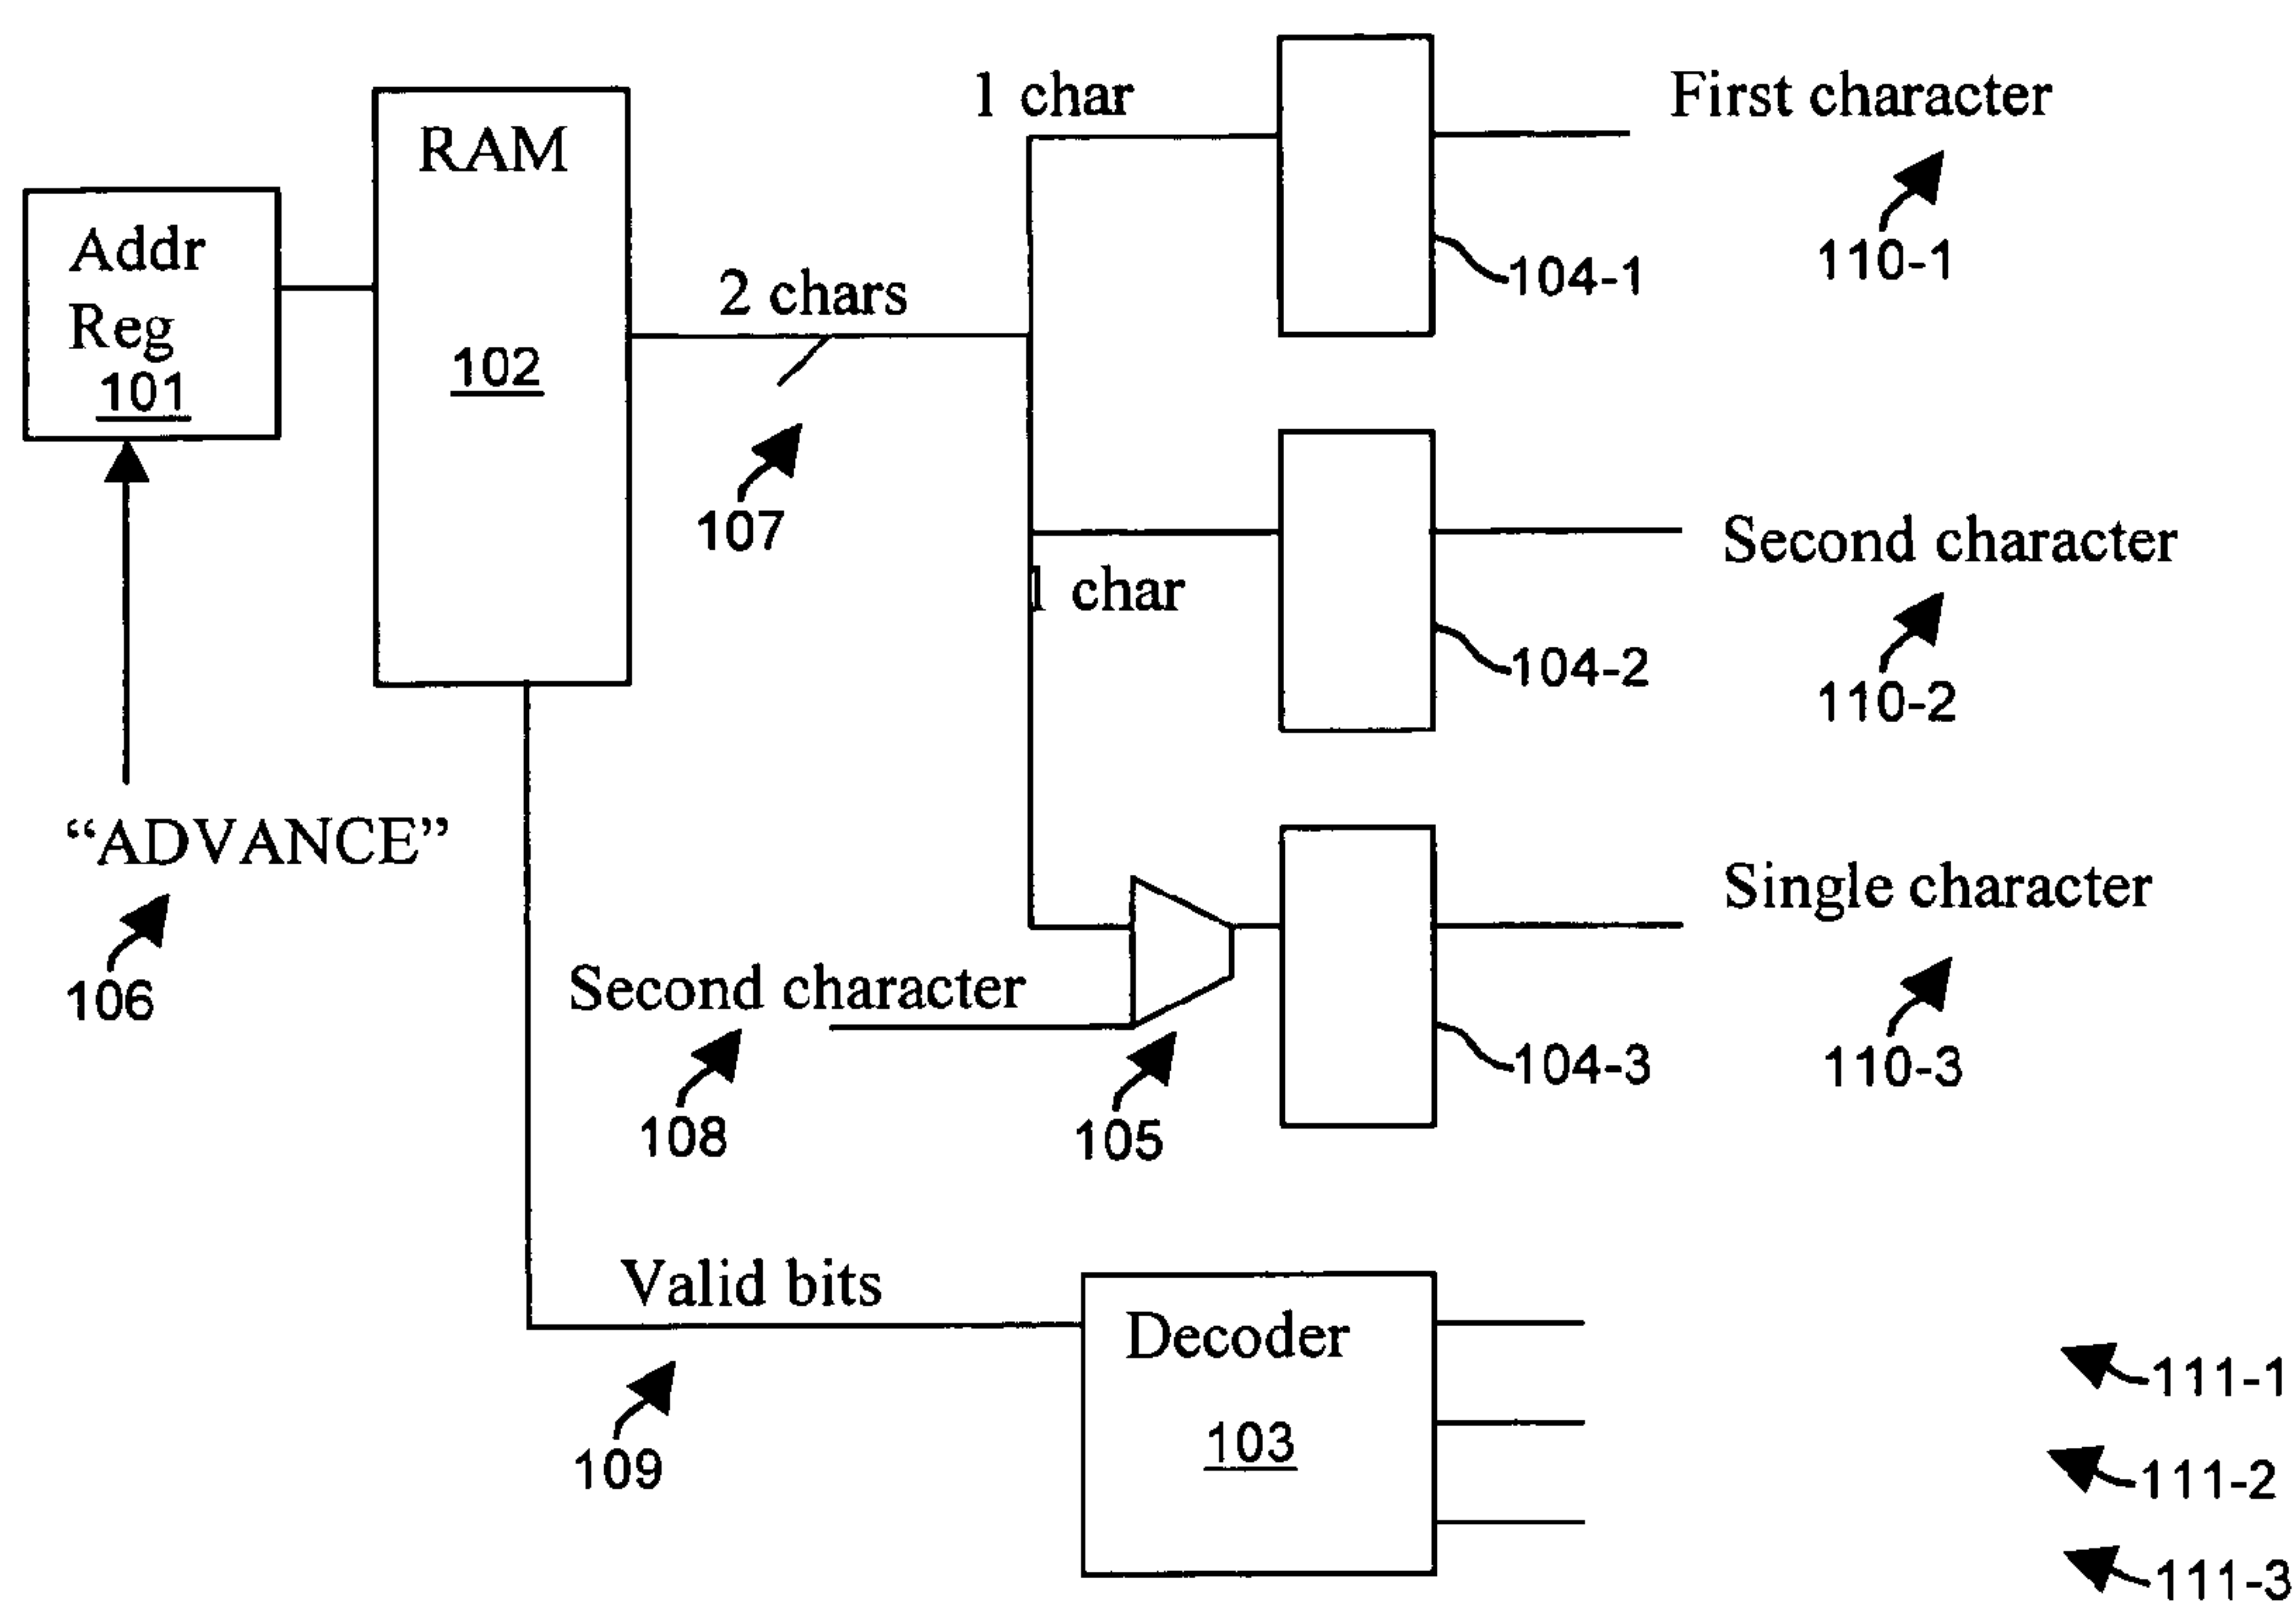 1 char
First character
RAM
Addr
Reg
101
110-1
104-1
2 chars
102
107
Second character
1 char
104-2
110-2
“ADVANCE”
106
Single character
Second character
108
105
104-3
110-3
Valid bits
109
Decoder
103
111-1
111-2
111-3